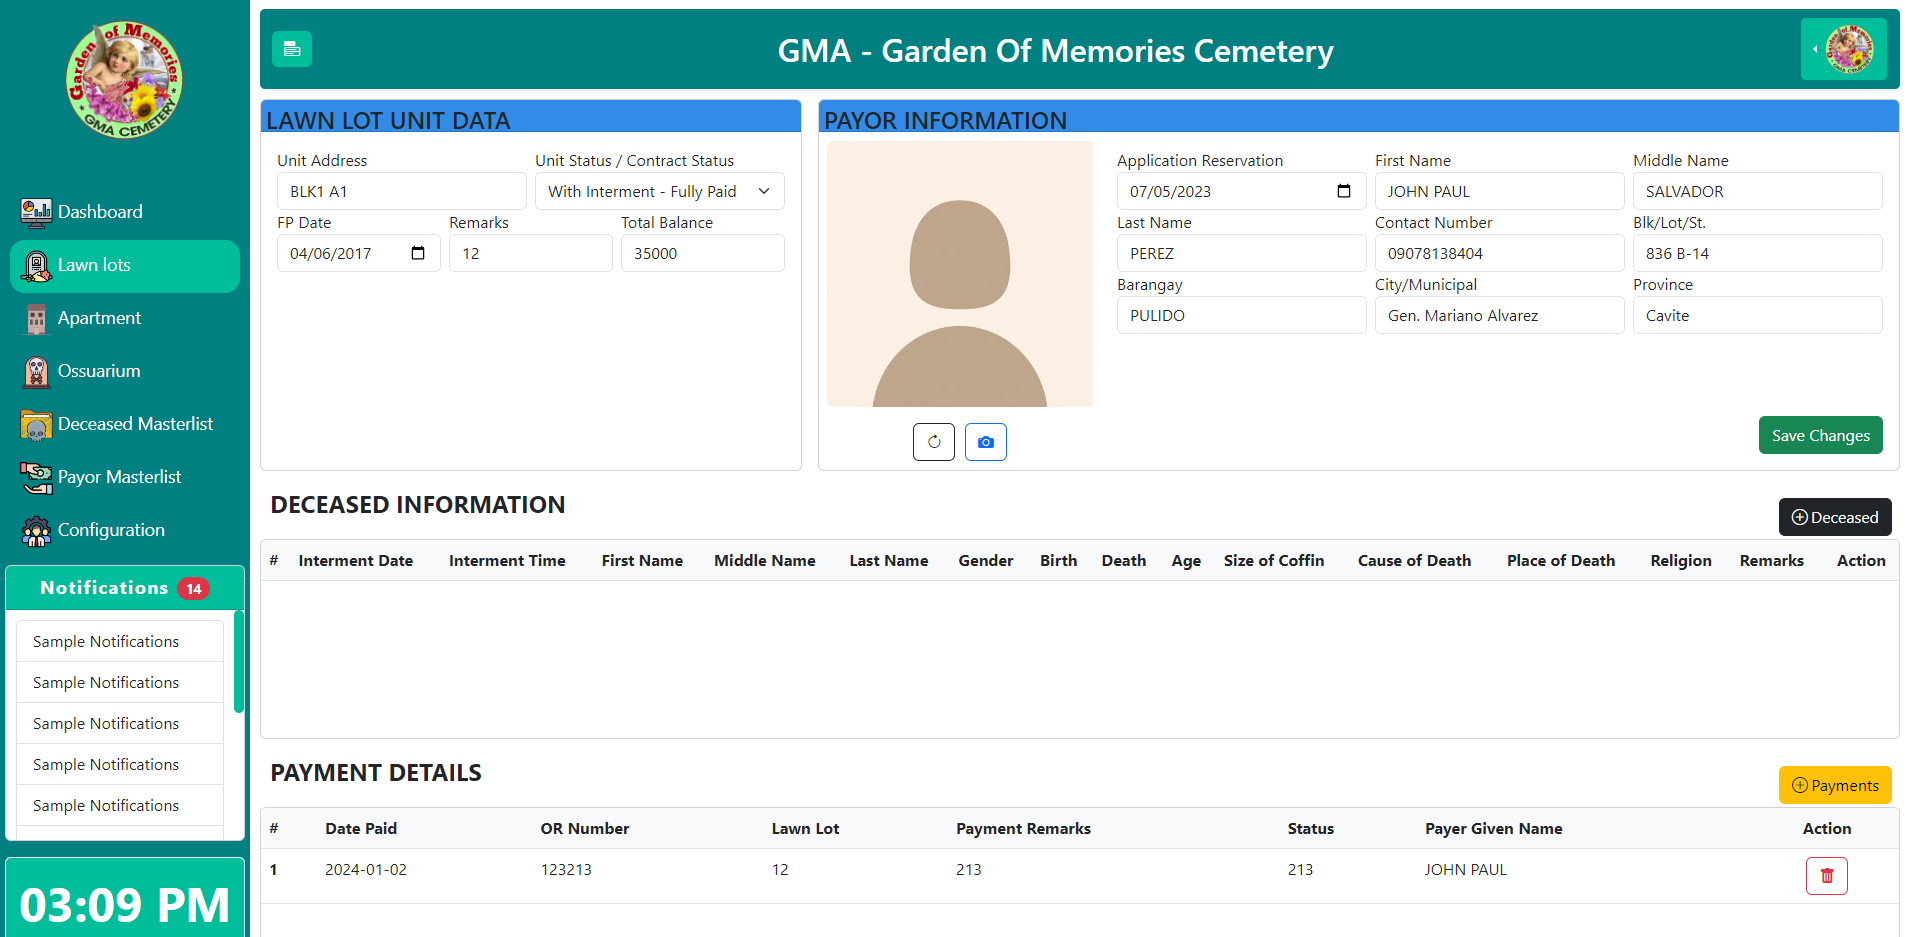 Garden of Memories
GMA CEMETERY
Dashboard
Lawn lots
Apartment
Ossuarium
Deceased Masterlist
Payor Masterlist
Configuration
Notifications 14
Sample Notifications
Sample Notifications
Sample Notifications
Sample Notifications
Sample Notifications
03:09 PM
GMA - Garden Of Memories Cemetery
Garden of Memories
GMA CEMETERY
LAWN LOT UNIT DATA
Unit Address Unit Status / Contract Status
BLK1 A1 With Interment - Fully Paid
FP Date Remarks Total Balance
04/06/2017 12 35000
PAYOR INFORMATION
Application Reservation First Name Middle Name
07/05/2023 JOHN PAUL SALVADOR
Last Name Contact Number Blk/Lot/St.
PEREZ 09078138404 836 B-14
Barangay City/Municipal Province
PULIDO Gen. Mariano Alvarez Cavite
Save Changes
DECEASED INFORMATION
Deceased
# Interment Date Interment Time First Name Middle Name Last Name Gender Birth Death Age Size of Coffin Cause of Death Place of Death Religion Remarks Action
PAYMENT DETAILS
Payments
# Date Paid OR Number Lawn Lot Payment Remarks Status Payer Given Name Action
1 2024-01-02 123213 12 213 213 JOHN PAUL